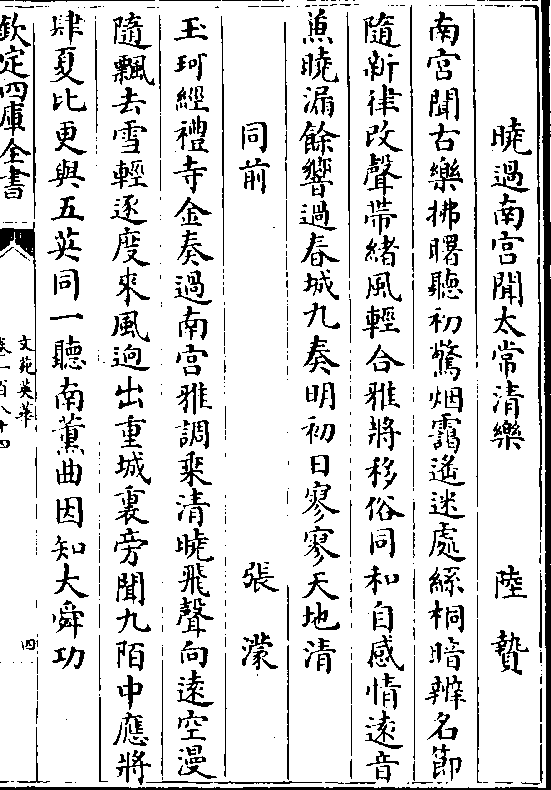 曉過南宮聞太常清樂 陸贄
南宮聞古樂拂曙聽初驚烟靄遙迷處絲桐暗辨名節
隨新律改聲帶緒風輕合雅將移俗同和自感情遠音
兼曉漏餘響過春城九奏明初日寥寥天地清
同前 張濛
玉珂經禮寺金奏過南宮雅調乘清曉飛聲向遠空漫
隨飄去雪輕逐度來風逈出重城裏旁聞九陌中應將
肆夏比更與五英同一聽南薰曲因知大舜功
欽定四庫全書
文苑英華
卷一百八十四
四